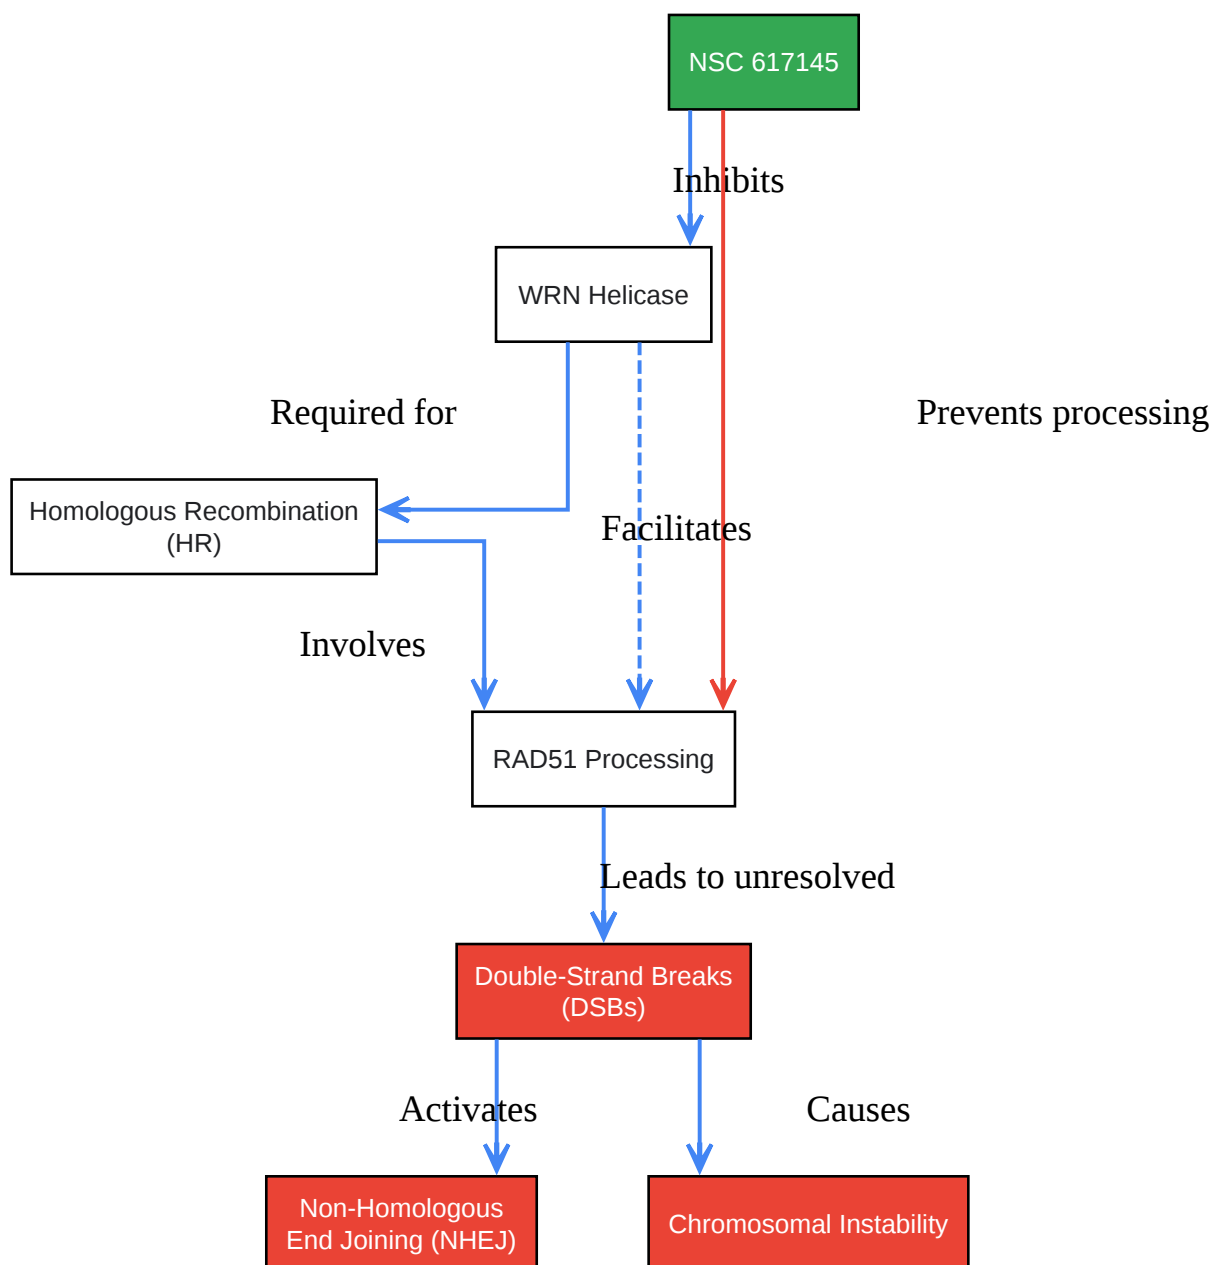 NSC 617145
Inhibits
WRN Helicase
Required for
Prevents processing
Homologous Recombination
(HR)
Facilitates
Involves
RAD51 Processing
Leads to unresolved
Double-Strand Breaks
(DSBs)
Activates
Causes
Non-Homologous
End Joining (NHEJ)
Chromosomal Instability